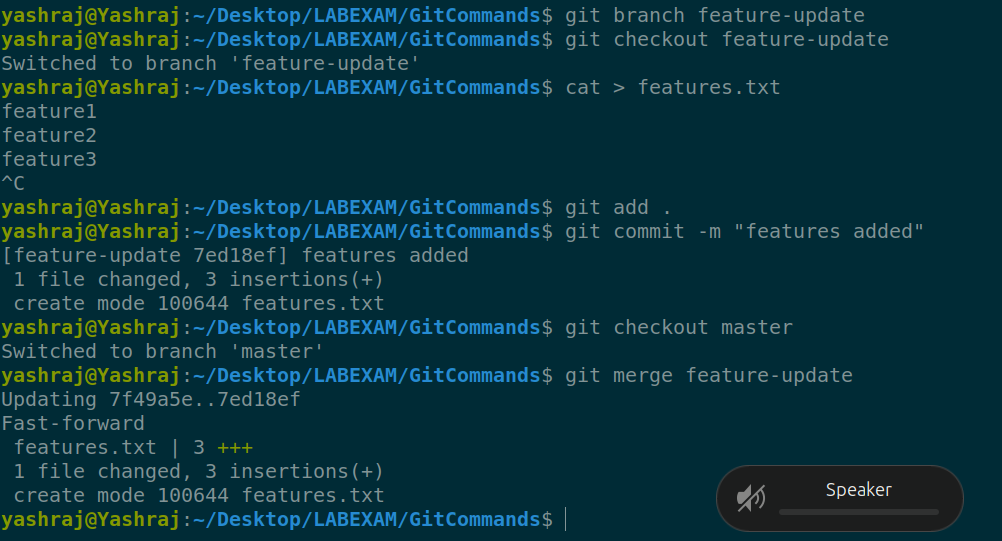 yashraj@Yashraj:~/Desktop/LABEXAM/GitCommands$ git branch feature-update
yashraj@Yashraj:~/Desktop/LABEXAM/GitCommands$ git checkout feature-update
Switched to branch 'feature-update'
yashraj@Yashraj:~/Desktop/LABEXAM/GitCommands$ cat > features.txt
feature1
feature2
feature3
^C
yashraj@Yashraj:~/Desktop/LABEXAM/GitCommands$ git add .
yashraj@Yashraj:~/Desktop/LABEXAM/GitCommands$ git commit -m "features added"
[feature-update 7ed18ef] features added
 1 file changed, 3 insertions(+)
 create mode 100644 features.txt
yashraj@Yashraj:~/Desktop/LABEXAM/GitCommands$ git checkout master
Switched to branch 'master'
yashraj@Yashraj:~/Desktop/LABEXAM/GitCommands$ git merge feature-update
Updating 7f49a5e..7ed18ef
Fast-forward
 features.txt | 3 +++
 1 file changed, 3 insertions(+)
 create mode 100644 features.txt
yashraj@Yashraj:~/Desktop/LABEXAM/GitCommands$
Speaker